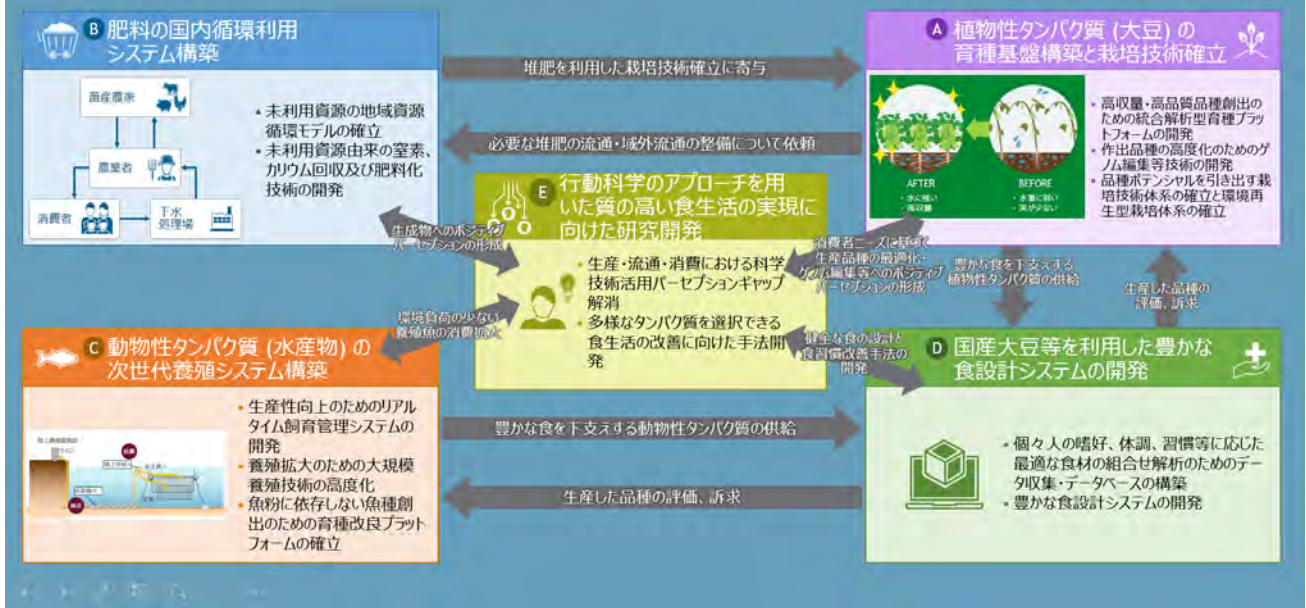 B 肥料の国内循環利用
システム構築
畜産農家
農業者
消費者
下水
処理場
• 未利用資源の地域資源
循環モデルの確立
• 未利用資源由来の窒素、
カリウム回収及び肥料化
技術の開発
堆肥を利用した栽培技術確立に寄与
必要な堆肥の流通・域外流通の整備について依頼
A 植物性タンパク質 (大豆) の
育種基盤構築と栽培技術確立
AFTER
・水に強い
・高収量
BEFORE
・水害に弱い
・実が少ない
• 高収量・高品質品種創出の
ための統合解析型育種プラッ
トフォームの開発
• 作出品種の高度化のためのゲ
ノム編集等技術の開発
• 品種ポテンシャルを引き出す栽
培技術体系の確立と環境再
生型栽培体系の確立
E 行動科学のアプローチを用
いた質の高い食生活の実現に
向けた研究開発
• 生産・流通・消費における科学
技術活用パーセプションギャップ
解消
• 多様なタンパク質を選択できる
食生活の改善に向けた手法開
発
生成物へのポジティブ
パーセプションの形成
消費者ニーズに基づく
生産品種の最適化・
ゲノム編集等へのポジティブ
パーセプションの形成
豊かな食を下支えする
植物性タンパク質の供給
生産した品種の
評価、訴求
環境負荷の少ない
養殖魚の消費拡大
健全な食の設計と
食習慣改善手法の
開発
C 動物性タンパク質 (水産物) の
次世代養殖システム構築
• 生産性向上のためのリアル
タイム飼育管理システムの
開発
• 養殖拡大のための大規模
養殖技術の高度化
• 魚粉に依存しない魚種創
出のための育種改良プラット
フォームの確立
豊かな食を下支えする動物性タンパク質の供給
生産した品種の評価、訴求
D 国産大豆等を利用した豊かな
食設計システムの開発
• 個々人の嗜好、体調、習慣等に応じた
最適な食材の組合せ解析のためのデー
タ収集・データベースの構築
• 豊かな食設計システムの開発